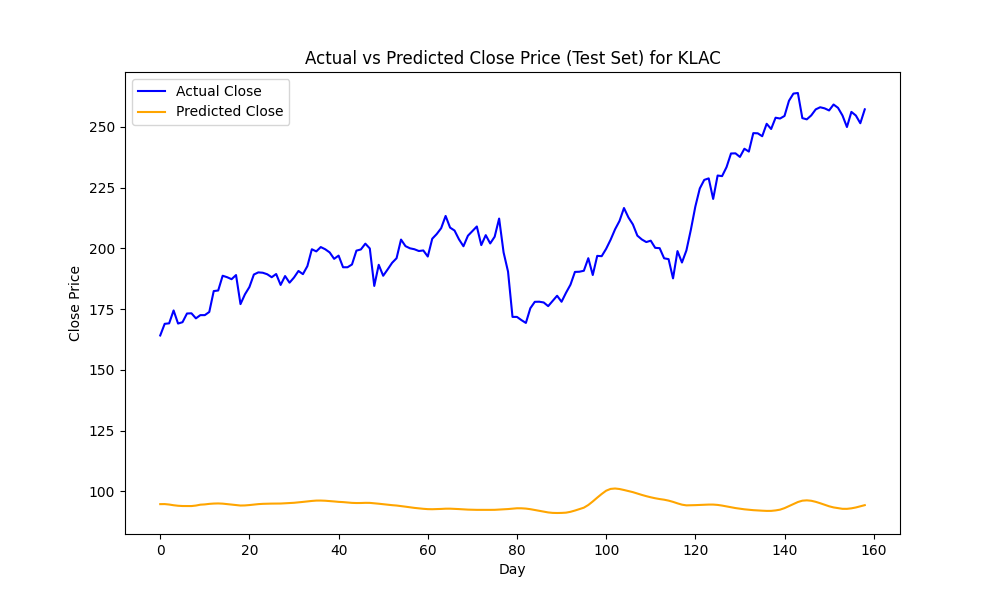 Actual vs Predicted Close Price (Test Set) for KLAC
Actual Close
Predicted Close
Close Price
250
225
200
175
150
125
100
0 20 40 60 80 100 120 140 160
Day